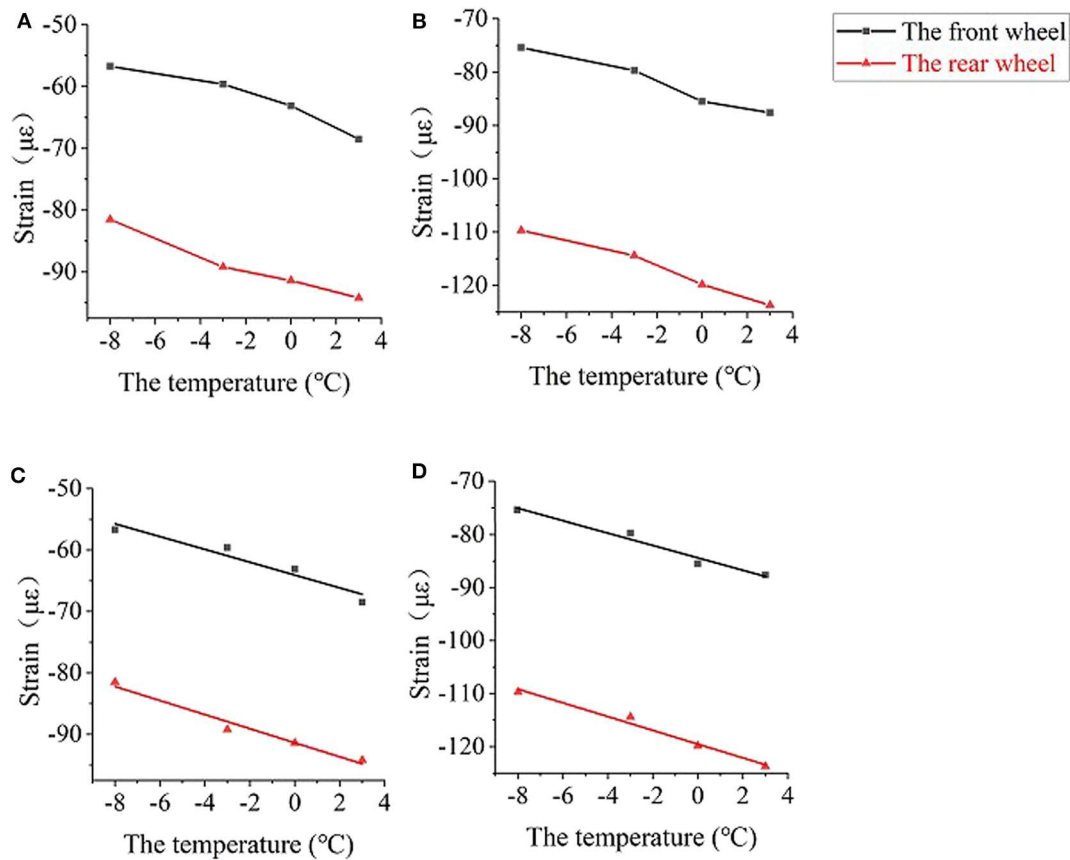 A
-50
-60
-70
-80
-90
Strain（με）
-8 -6 -4 -2 0 2 4
The temperature (℃)
B
-70
-80
-90
-100
-110
-120
Strain（με）
-8 -6 -4 -2 0 2 4
The temperature (℃)
The front wheel
The rear wheel
C
-50
-60
-70
-80
-90
Strain（με）
-8 -6 -4 -2 0 2 4
The temperature (℃)
D
-70
-80
-90
-100
-110
-120
Strain（με）
-8 -6 -4 -2 0 2 4
The temperature (℃)